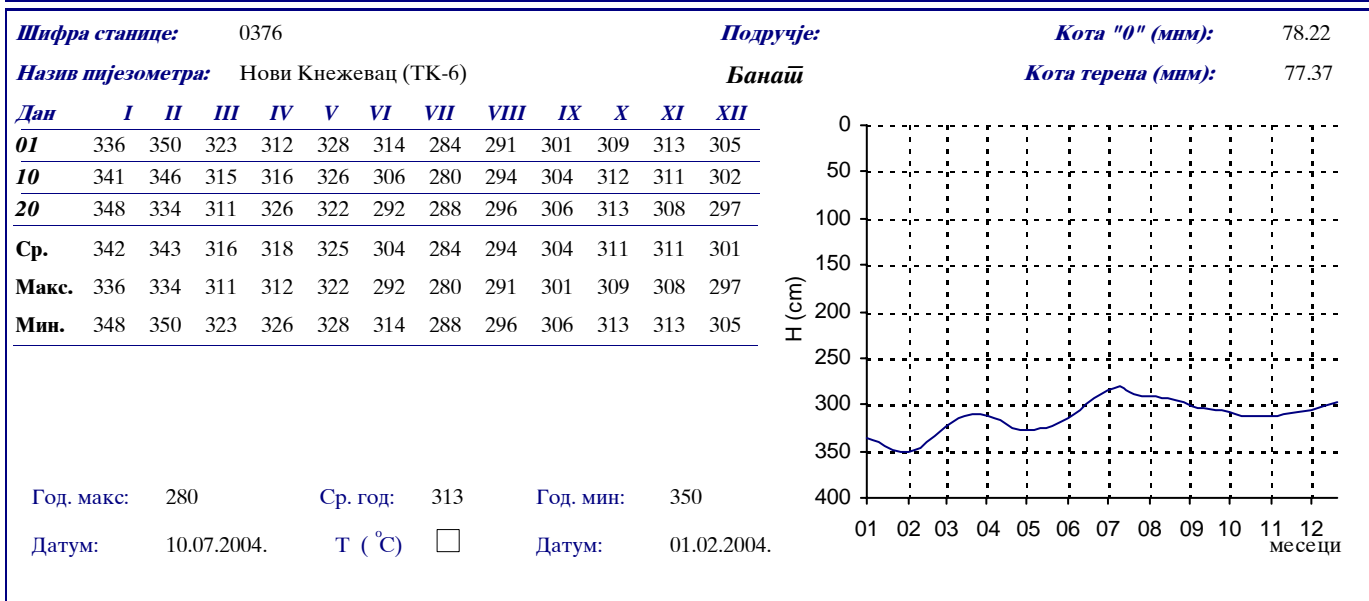 Шифра станице: 0376 Подручје: Кота "0" (мнм): 78.22
Назив пијезометра: Нови Кнежевац (ТК-6) Банат Кота терена (мнм): 77.37
Дан I II III IV V VI VII VIII IX X XI XII
01 336 350 323 312 328 314 284 291 301 309 313 305
10 341 346 315 316 326 306 280 294 304 312 311 302
20 348 334 311 326 322 292 288 296 306 313 308 297
Ср. 342 343 316 318 325 304 284 294 304 311 311 301
Макс. 336 334 311 312 322 292 280 291 301 309 308 297
Мин. 348 350 323 326 328 314 288 296 306 313 313 305
Год. макс: 280 Ср. год: 313 Год. мин: 350
Датум: 10.07.2004. Т ( °C) Датум: 01.02.2004.
H (cm)
0
50
100
150
200
250
300
350
400
01 02 03 04 05 06 07 08 09 10 11 12
месеци